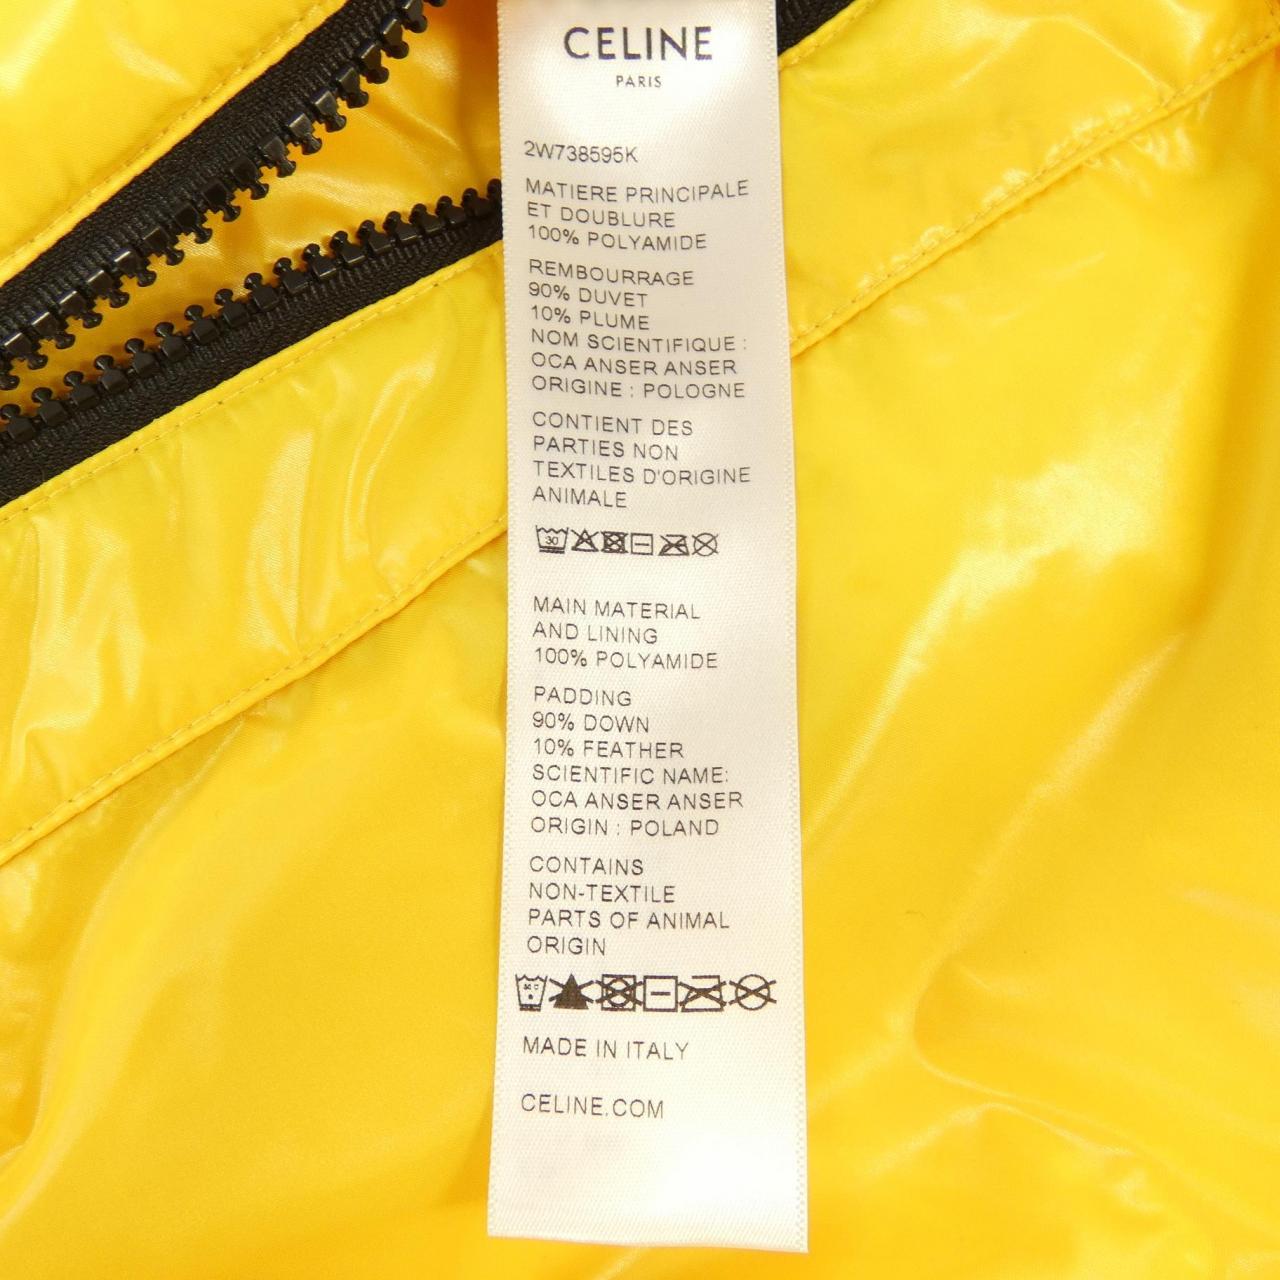 CELINE
PARIS
2W738595K
MATIERE PRINCIPALE
ET DOUBLURE
100% POLYAMIDE
REMBOURRAGE
90% DUVET
10% PLUME
NOM SCIENTIFIQUE :
OCA ANSER ANSER
ORIGINE : POLOGNE
CONTIENT DES
PARTIES NON
TEXTILES D'ORIGINE
ANIMALE
30
MAIN MATERIAL
AND LINING
100% POLYAMIDE
PADDING
90% DOWN
10% FEATHER
SCIENTIFIC NAME:
OCA ANSER ANSER
ORIGIN : POLAND
CONTAINS
NON-TEXTILE
PARTS OF ANIMAL
ORIGIN
MADE IN ITALY
CELINE.COM